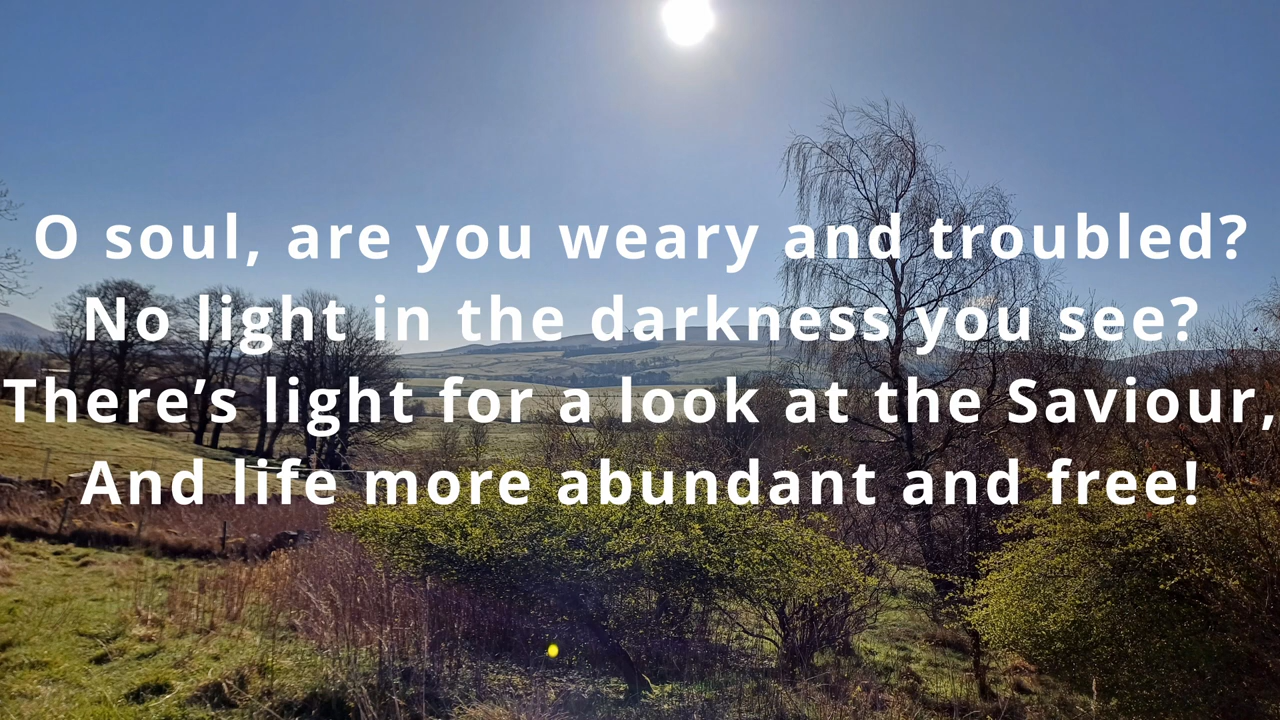 O soul, are you weary and troubled?
No light in the darkness you see?
There’s light for a look at the Saviour,
And life more abundant and free!